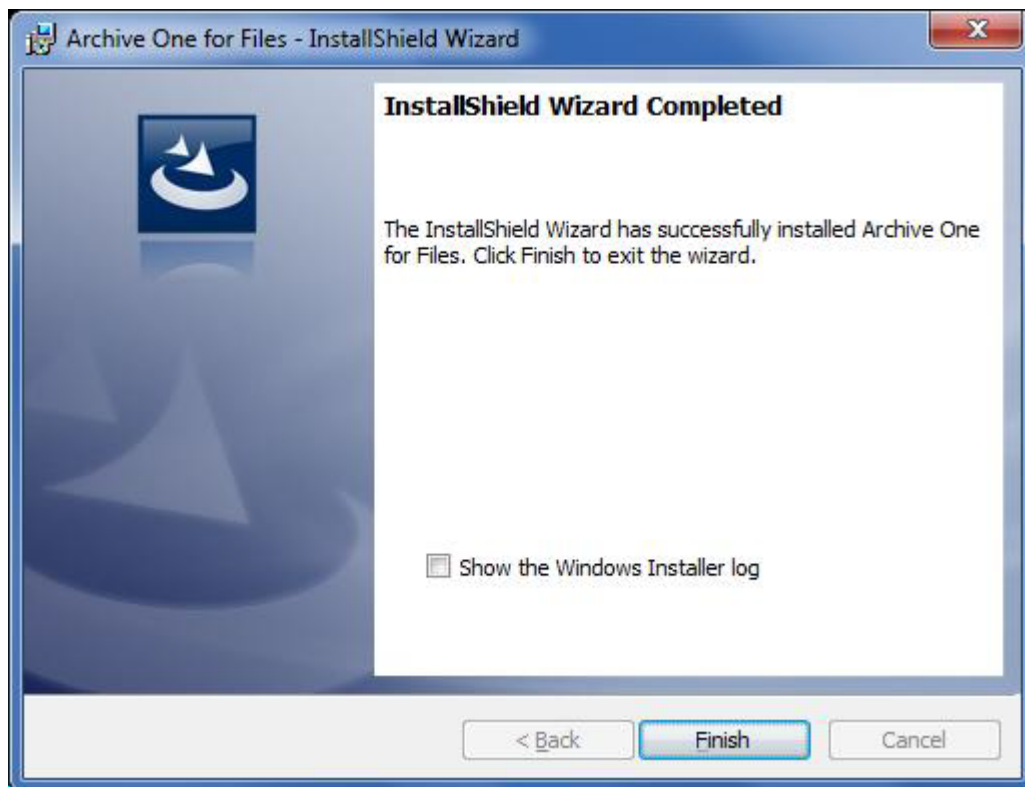 Archive One for Files - InstallShield Wizard
InstallShield Wizard Completed
The InstallShield Wizard has successfully installed Archive One
for Files. Click Finish to exit the wizard.
Show the Windows Installer log
< Back
Finish
Cancel